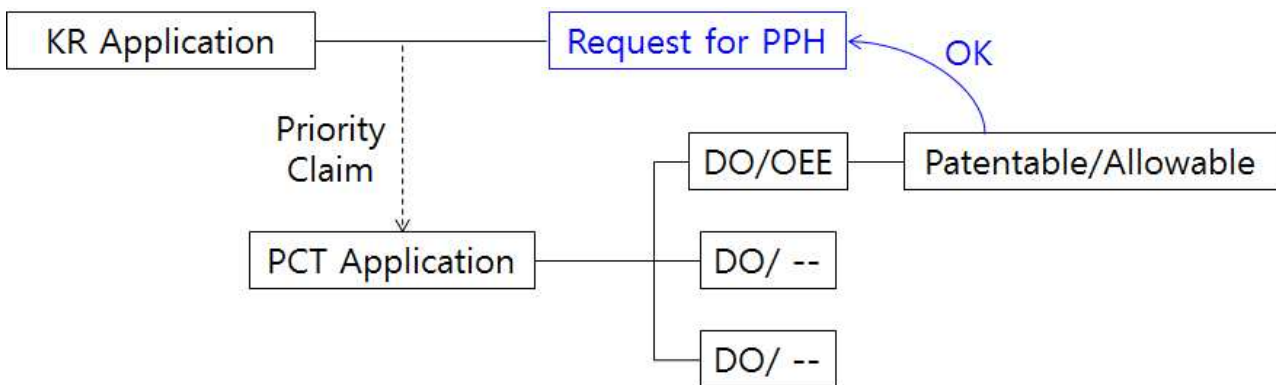 KR Application
Request for PPH
OK
Priority
Claim
DO/OEE
Patentable/Allowable
PCT Application
DO/ --
DO/ --